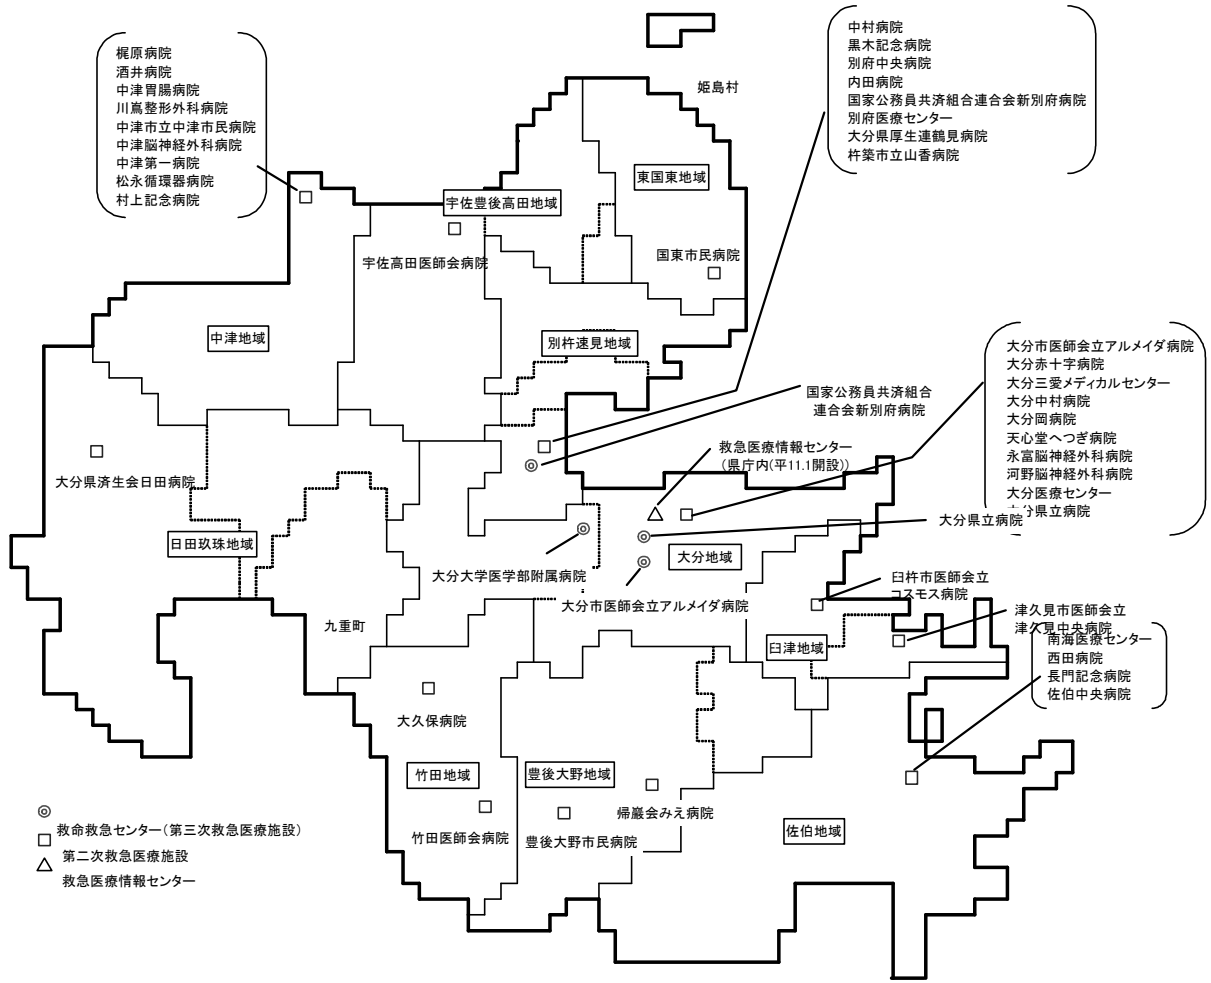 梶原病院
酒井病院
中津胃腸病院
川嶌整形外科病院
中津市立中津市民病院
中津脳神経外科病院
中津第一病院
松永循環器病院
村上記念病院
中村病院
黒木記念病院
別府中央病院
内田病院
国家公務員共済組合連合会新別府病院
別府医療センター
大分県厚生連鶴見病院
杵築市立山香病院
姫島村
東国東地域
宇佐豊後高田地域
宇佐高田医師会病院
国東市民病院
中津地域
別杵速見地域
大分市医師会立アルメイダ病院
大分赤十字病院
大分三愛メディカルセンター
大分中村病院
大分岡病院
天心堂へつぎ病院
永富脳神経外科病院
河野脳神経外科病院
大分医療センター
大分県立病院
国家公務員共済組合
連合会新別府病院
救急医療情報センター
(県庁内(平11.1開設))
大分県済生会日田病院
大分県立病院
日田玖珠地域
大分地域
大分大学医学部附属病院
大分市医師会立アルメイダ病院
臼杵市医師会立
コスモス病院
津久見市医師会立
津久見中央病院
九重町
臼津地域
南海医療センター
西田病院
長門記念病院
佐伯中央病院
大久保病院
竹田地域
豊後大野地域
帰巖会みえ病院
竹田医師会病院
豊後大野市民病院
佐伯地域
救命救急センター(第三次救急医療施設)
第二次救急医療施設
救急医療情報センター